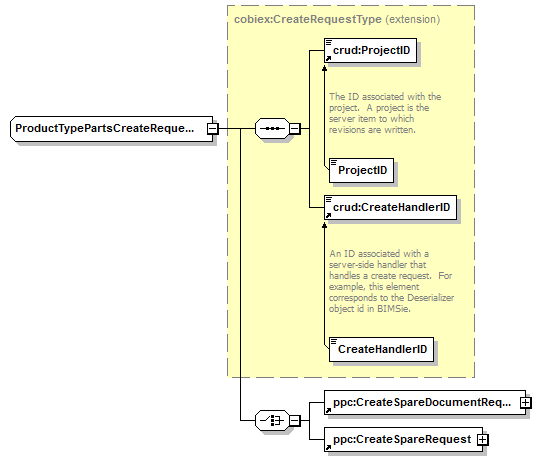 cobiex:CreateRequestType (extension)
crud:ProjectID
The ID associated with the
project. A project is the
server item to which
revisions are written.
ProductTypePartsCreateReque...
ProjectID
crud:CreateHandlerID
An ID associated with a
server-side handler that
handles a create request. For
example, this element
corresponds to the Deserializer
object id in BIMSie.
CreateHandlerID
ppc:CreateSpareDocumentReq...
ppc:CreateSpareRequest